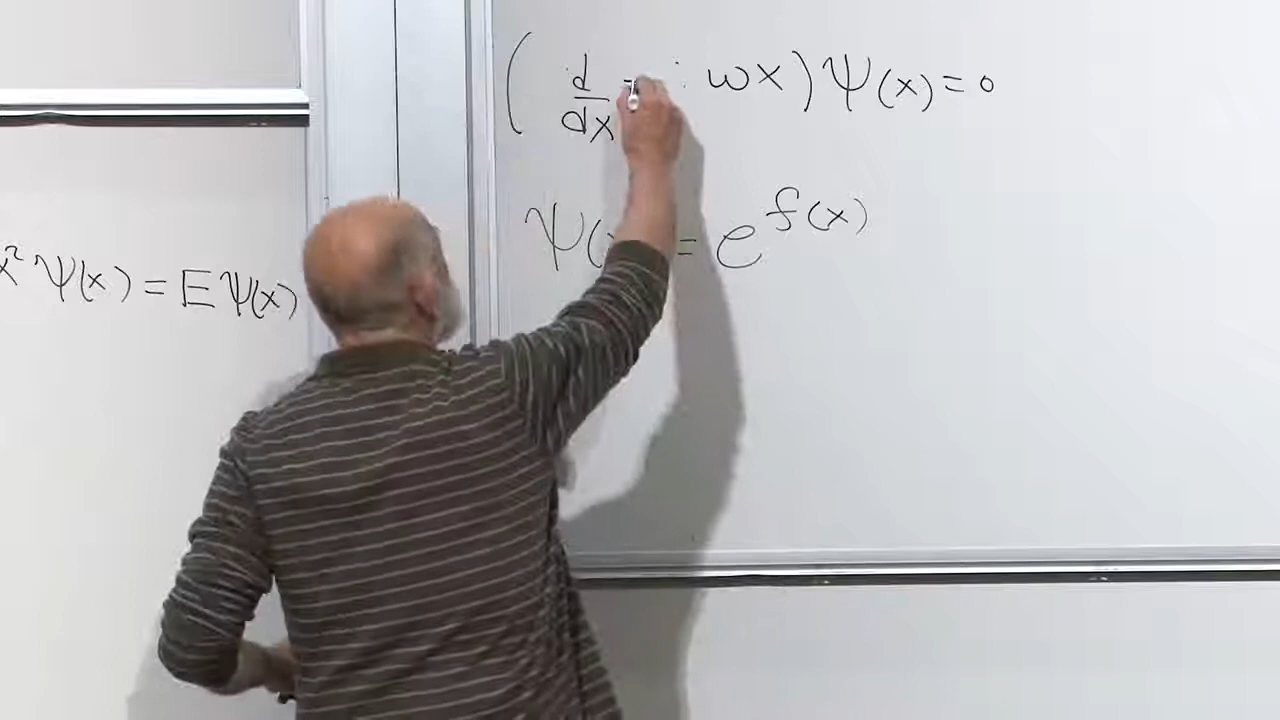 x² ψ(x) = E ψ(x)
( d/dx ωx ) ψ(x) = 0
ψ( = e^f(x)